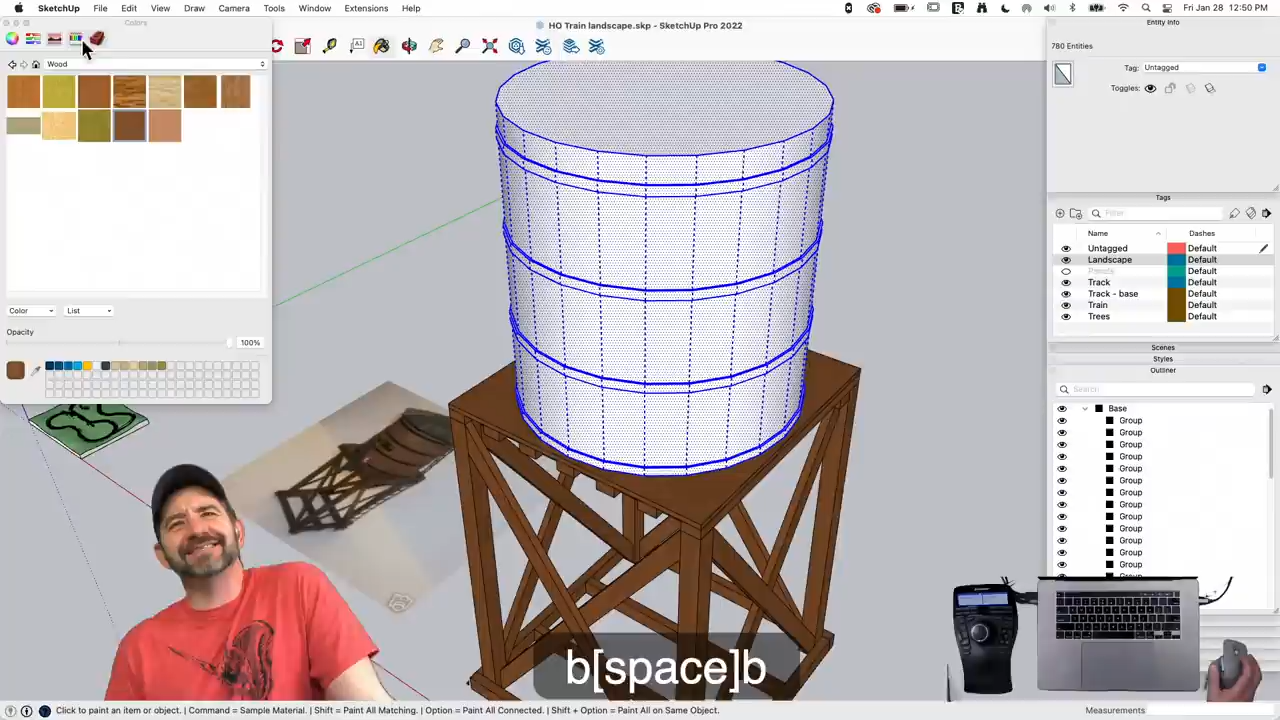 SketchUp File Edit View Draw Camera Tools Window Extensions Help Fri Jan 28 12:50 PM
Colors
HO Train landscape.skp - SketchUp Pro 2022
Entity Info
780 Entities
Tag: Untagged
Toggles:
Wood
Color List
Opacity
100%
Tags
Filter
Name Dashes
Untagged Default
Landscape Default
Panels Default
Track Default
Track - base Default
Train Default
Trees Default
Scenes
Styles
Outliner
Search
Base
Group
Group
Group
Group
Group
Group
Group
Group
Group
Group
Group
Group
Group
b[space]b
Click to paint an item or object. | Command = Sample Material. | Shift = Paint All Matching. | Option = Paint All Connected. | Shift + Option = Paint All on Same Object.
Measurements